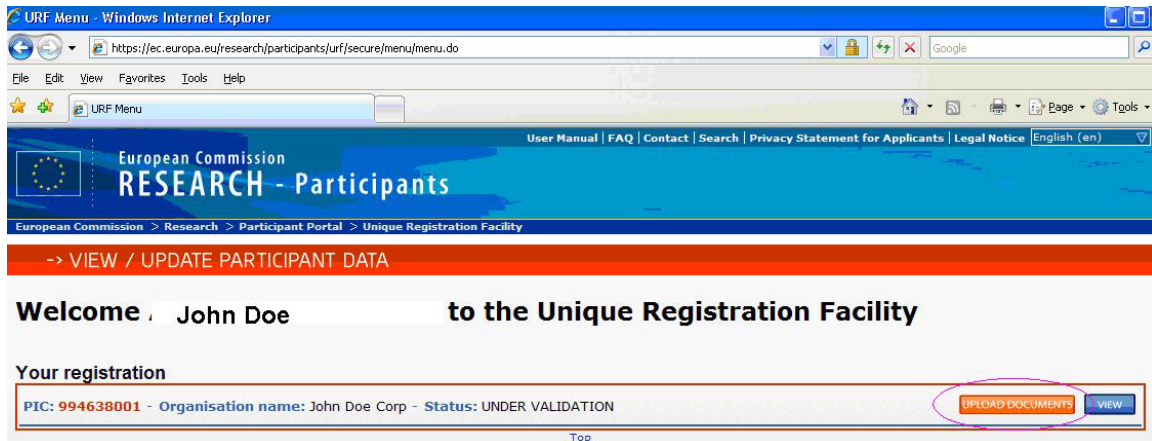 URF Menu - Windows Internet Explorer
https://ec.europa.eu/research/participants/urf/secure/menu/menu.do
Google
File Edit View Favorites Tools Help
URF Menu
Page Tools
User Manual | FAQ | Contact | Search | Privacy Statement for Applicants | Legal Notice English (en)
European Commission
RESEARCH - Participants
European Commission > Research > Participant Portal > Unique Registration Facility
-> VIEW / UPDATE PARTICIPANT DATA
Welcome John Doe to the Unique Registration Facility
Your registration
PIC: 994638001 - Organisation name: John Doe Corp - Status: UNDER VALIDATION UPLOAD DOCUMENTS VIEW
Top